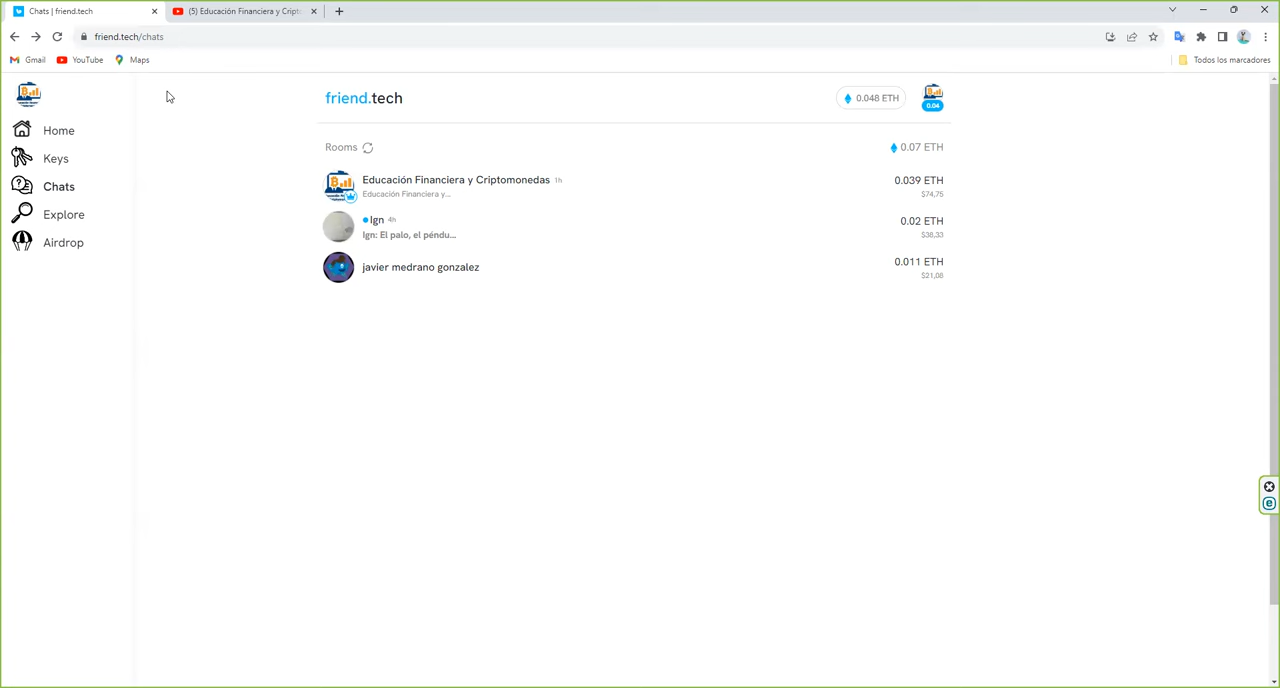 Chats | friend.tech
(5) Educación Financiera y Cript
friend.tech/chats
Gmail
YouTube
Maps
Todos los marcadores
friend.tech
0.048 ETH
0.04
Home
Keys
Chats
Explore
Airdrop
Rooms
0.07 ETH
Educación Financiera y Criptomonedas 1h
0.039 ETH
Educación Financiera y...
$74,75
Ign 4h
0.02 ETH
Ign: El palo, el péndu...
$38,33
javier medrano gonzalez
0.011 ETH
$21,08